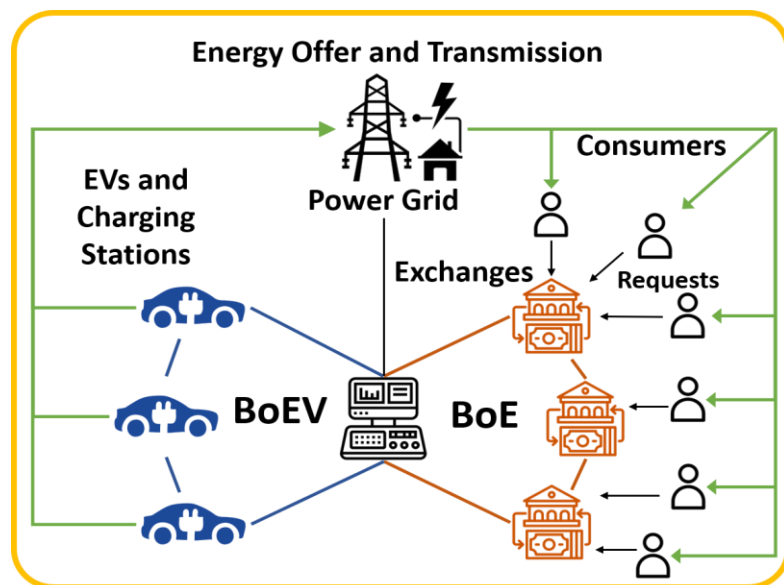 Energy Offer and Transmission
Consumers
EVs and
Charging
Stations
Power Grid
Exchanges
Requests
BoEV
BoE